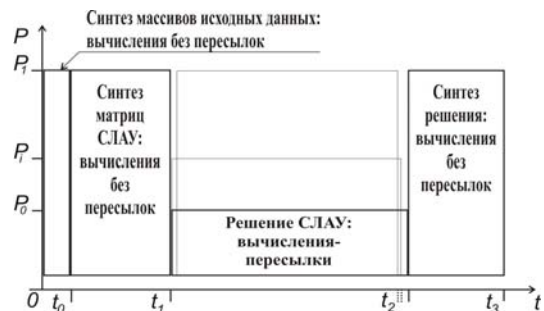 Синтез массивов исходных данных:
вычисления без пересылок
P
P₁
Pᵢ
P₀
Синтез
матриц
СЛАУ:
вычисления
без
пересылок
Решение СЛАУ:
вычисления-
пересылки
Синтез
решения:
вычисления
без
пересылок
0 t₀ t₁ t₂ t₃ t